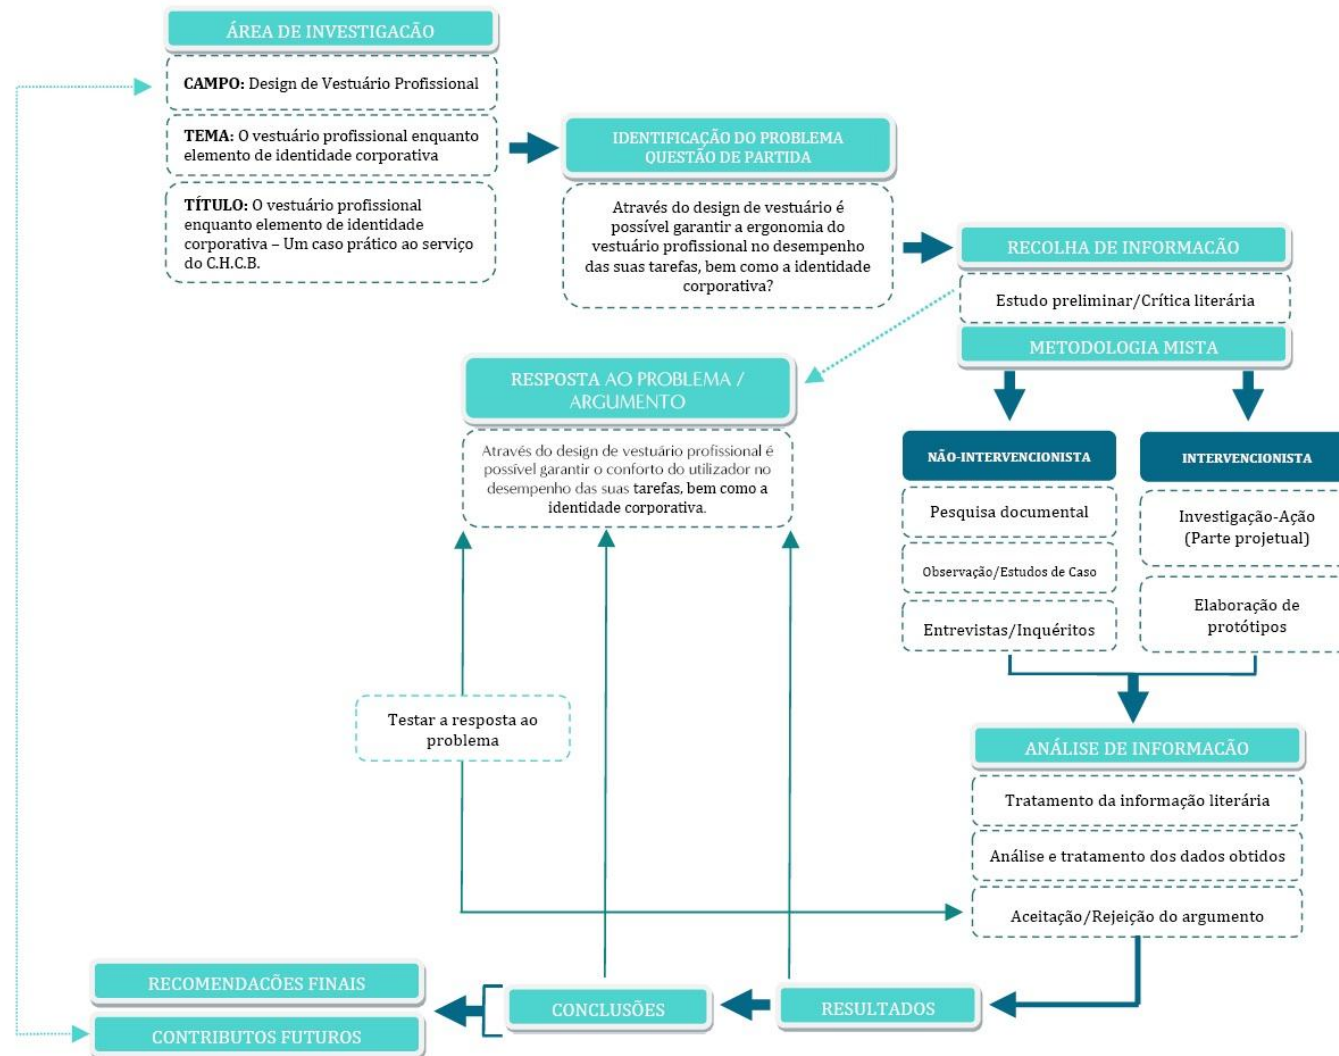 ÁREA DE INVESTIGACÃO
CAMPO: Design de Vestuário Profissional
TEMA: O vestuário profissional enquanto
elemento de identidade corporativa
TÍTULO: O vestuário profissional
enquanto elemento de identidade
corporativa – Um caso prático ao serviço
do C.H.C.B.
IDENTIFICAÇÃO DO PROBLEMA
QUESTÃO DE PARTIDA
Através do design de vestuário é
possível garantir a ergonomia do
vestuário profissional no desempenho
das suas tarefas, bem como a identidade
corporativa?
RECOLHA DE INFORMACÃO
Estudo preliminar/Crítica literária
METODOLOGIA MISTA
RESPOSTA AO PROBLEMA /
ARGUMENTO
Através do design de vestuário profissional é
possível garantir o conforto do utilizador no
desempenho das suas tarefas, bem como a
identidade corporativa.
NÃO-INTERVENCIONISTA
Pesquisa documental
Observação/Estudos de Caso
Entrevistas/Inquéritos
INTERVENCIONISTA
Investigação-Ação
(Parte projetual)
Elaboração de
protótipos
Testar a resposta ao
problema
ANÁLISE DE INFORMACÃO
Tratamento da informação literária
Análise e tratamento dos dados obtidos
Aceitação/Rejeição do argumento
RECOMENDACÕES FINAIS
CONTRIBUTOS FUTUROS
CONCLUSÕES
RESULTADOS